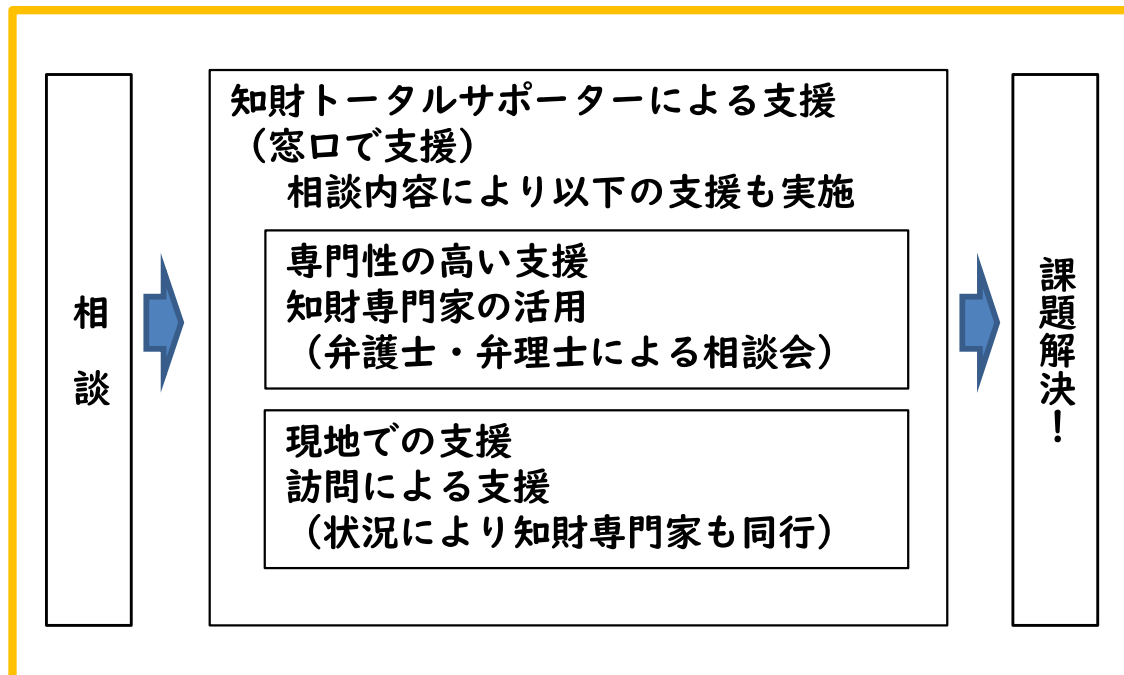 相談
知財トータルサポーターによる支援
（窓口で支援）
相談内容により以下の支援も実施
専門性の高い支援
知財専門家の活用
（弁護士・弁理士による相談会）
現地での支援
訪問による支援
（状況により知財専門家も同行）
課題解決！